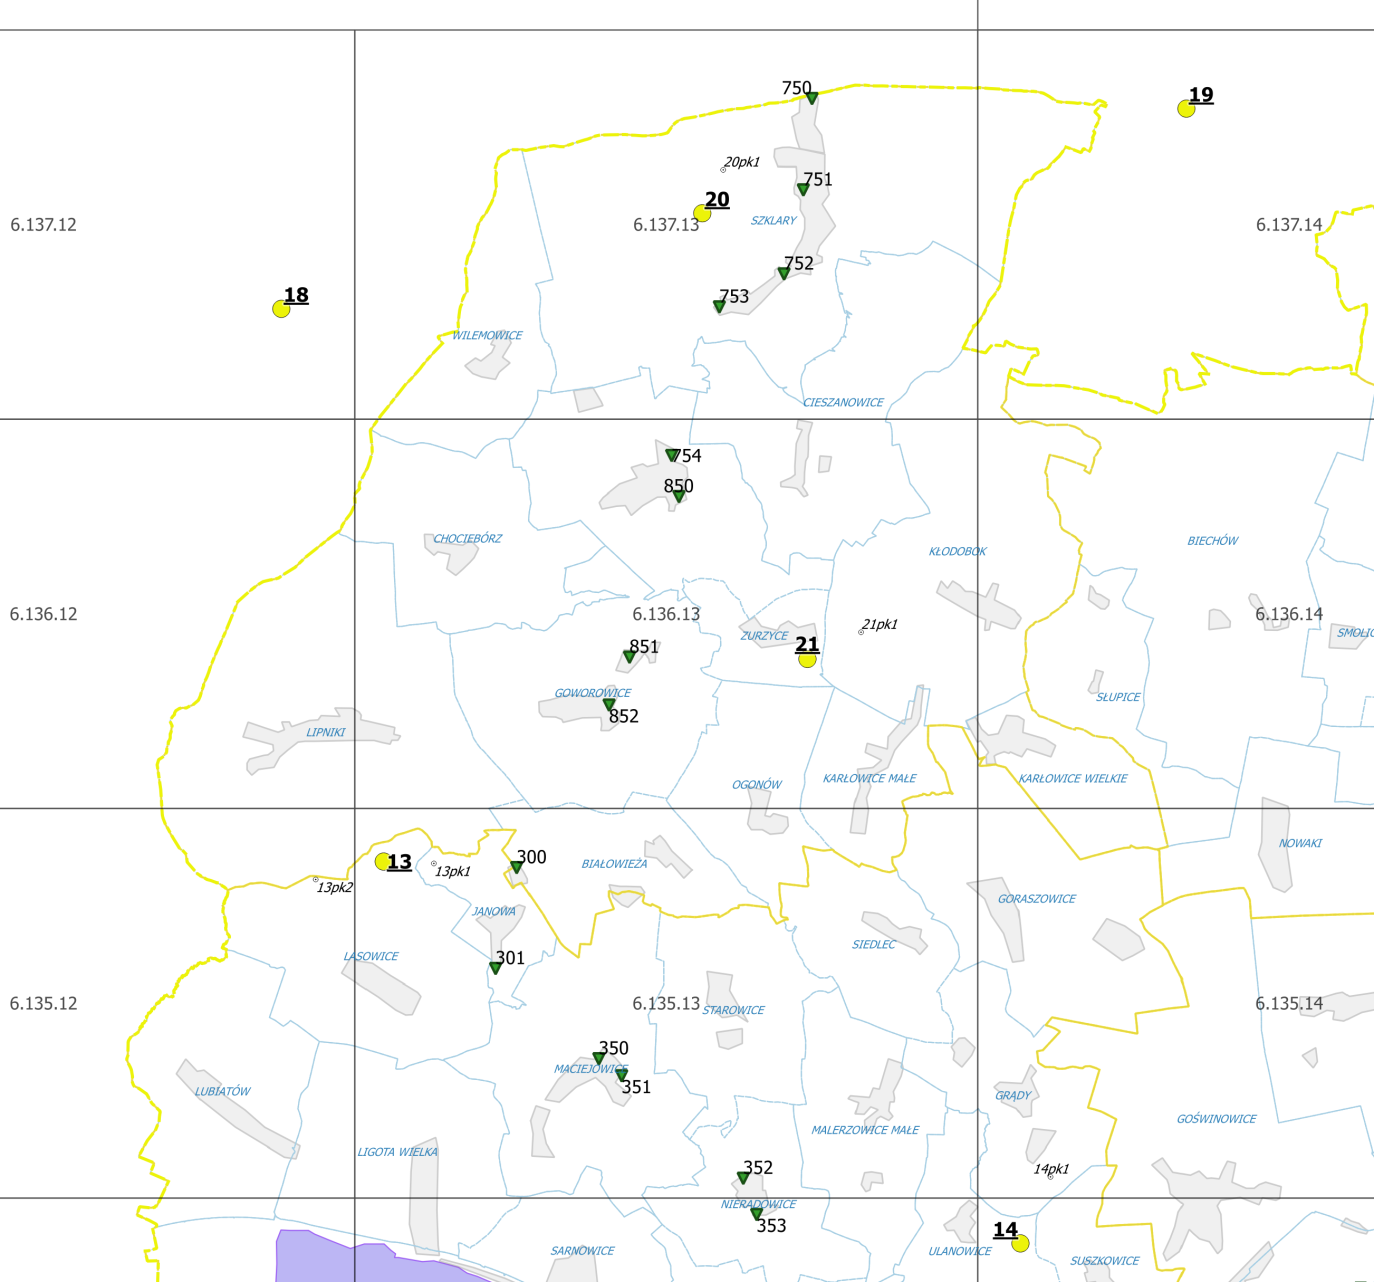 750
19
20pk1
751
20
SZKLARY
6.137.12
6.137.13
6.137.14
752
18
753
WILEMOWICE
CIESZANOWICE
754
850
CHOCIEBÓRZ
KŁODOBOK
BIECHÓW
6.136.12
6.136.13
6.136.14
21pk1
ZURZYCE
21
SMOLIC
851
GOWOROWICE
852
SŁUPICE
LIPNIKI
OGONÓW
KARŁOWICE MAŁE
KARŁOWICE WIELKIE
NOWAKI
13
13pk1
13pk2
300
BIAŁOWIEŻA
JANOWA
GORASZOWICE
SIEDLEC
LASOWICE
301
6.135.12
6.135.13
6.135.14
STAROWICE
350
MACIEJOWICE
351
LUBIATÓW
GRĄDY
GOŚWINOWICE
MALERZOWICE MAŁE
LIGOTA WIELKA
352
14pk1
NIERADOWICE
353
14
SARNOWICE
ULANOWICE
SUSZKOWICE